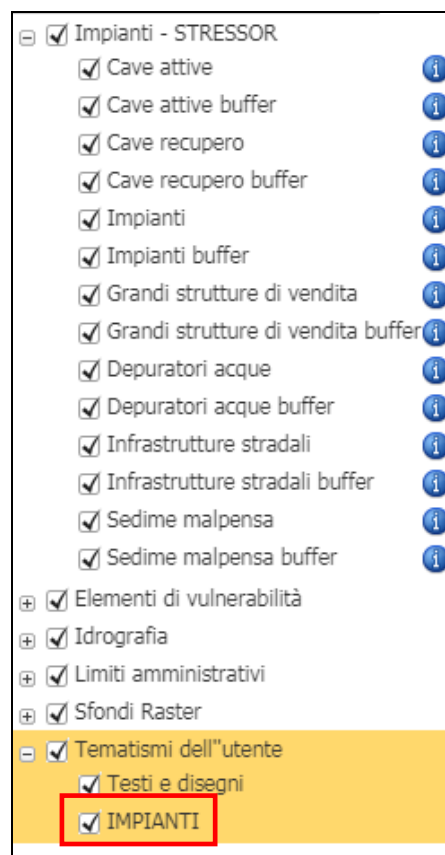 Impianti - STRESSOR
Cave attive
Cave attive buffer
Cave recupero
Cave recupero buffer
Impianti
Impianti buffer
Grandi strutture di vendita
Grandi strutture di vendita buffer
Depuratori acque
Depuratori acque buffer
Infrastrutture stradali
Infrastrutture stradali buffer
Sedime malpensa
Sedime malpensa buffer
Elementi di vulnerabilità
Idrografia
Limiti amministrativi
Sfondi Raster
Tematismi dell"utente
Testi e disegni
IMPIANTI